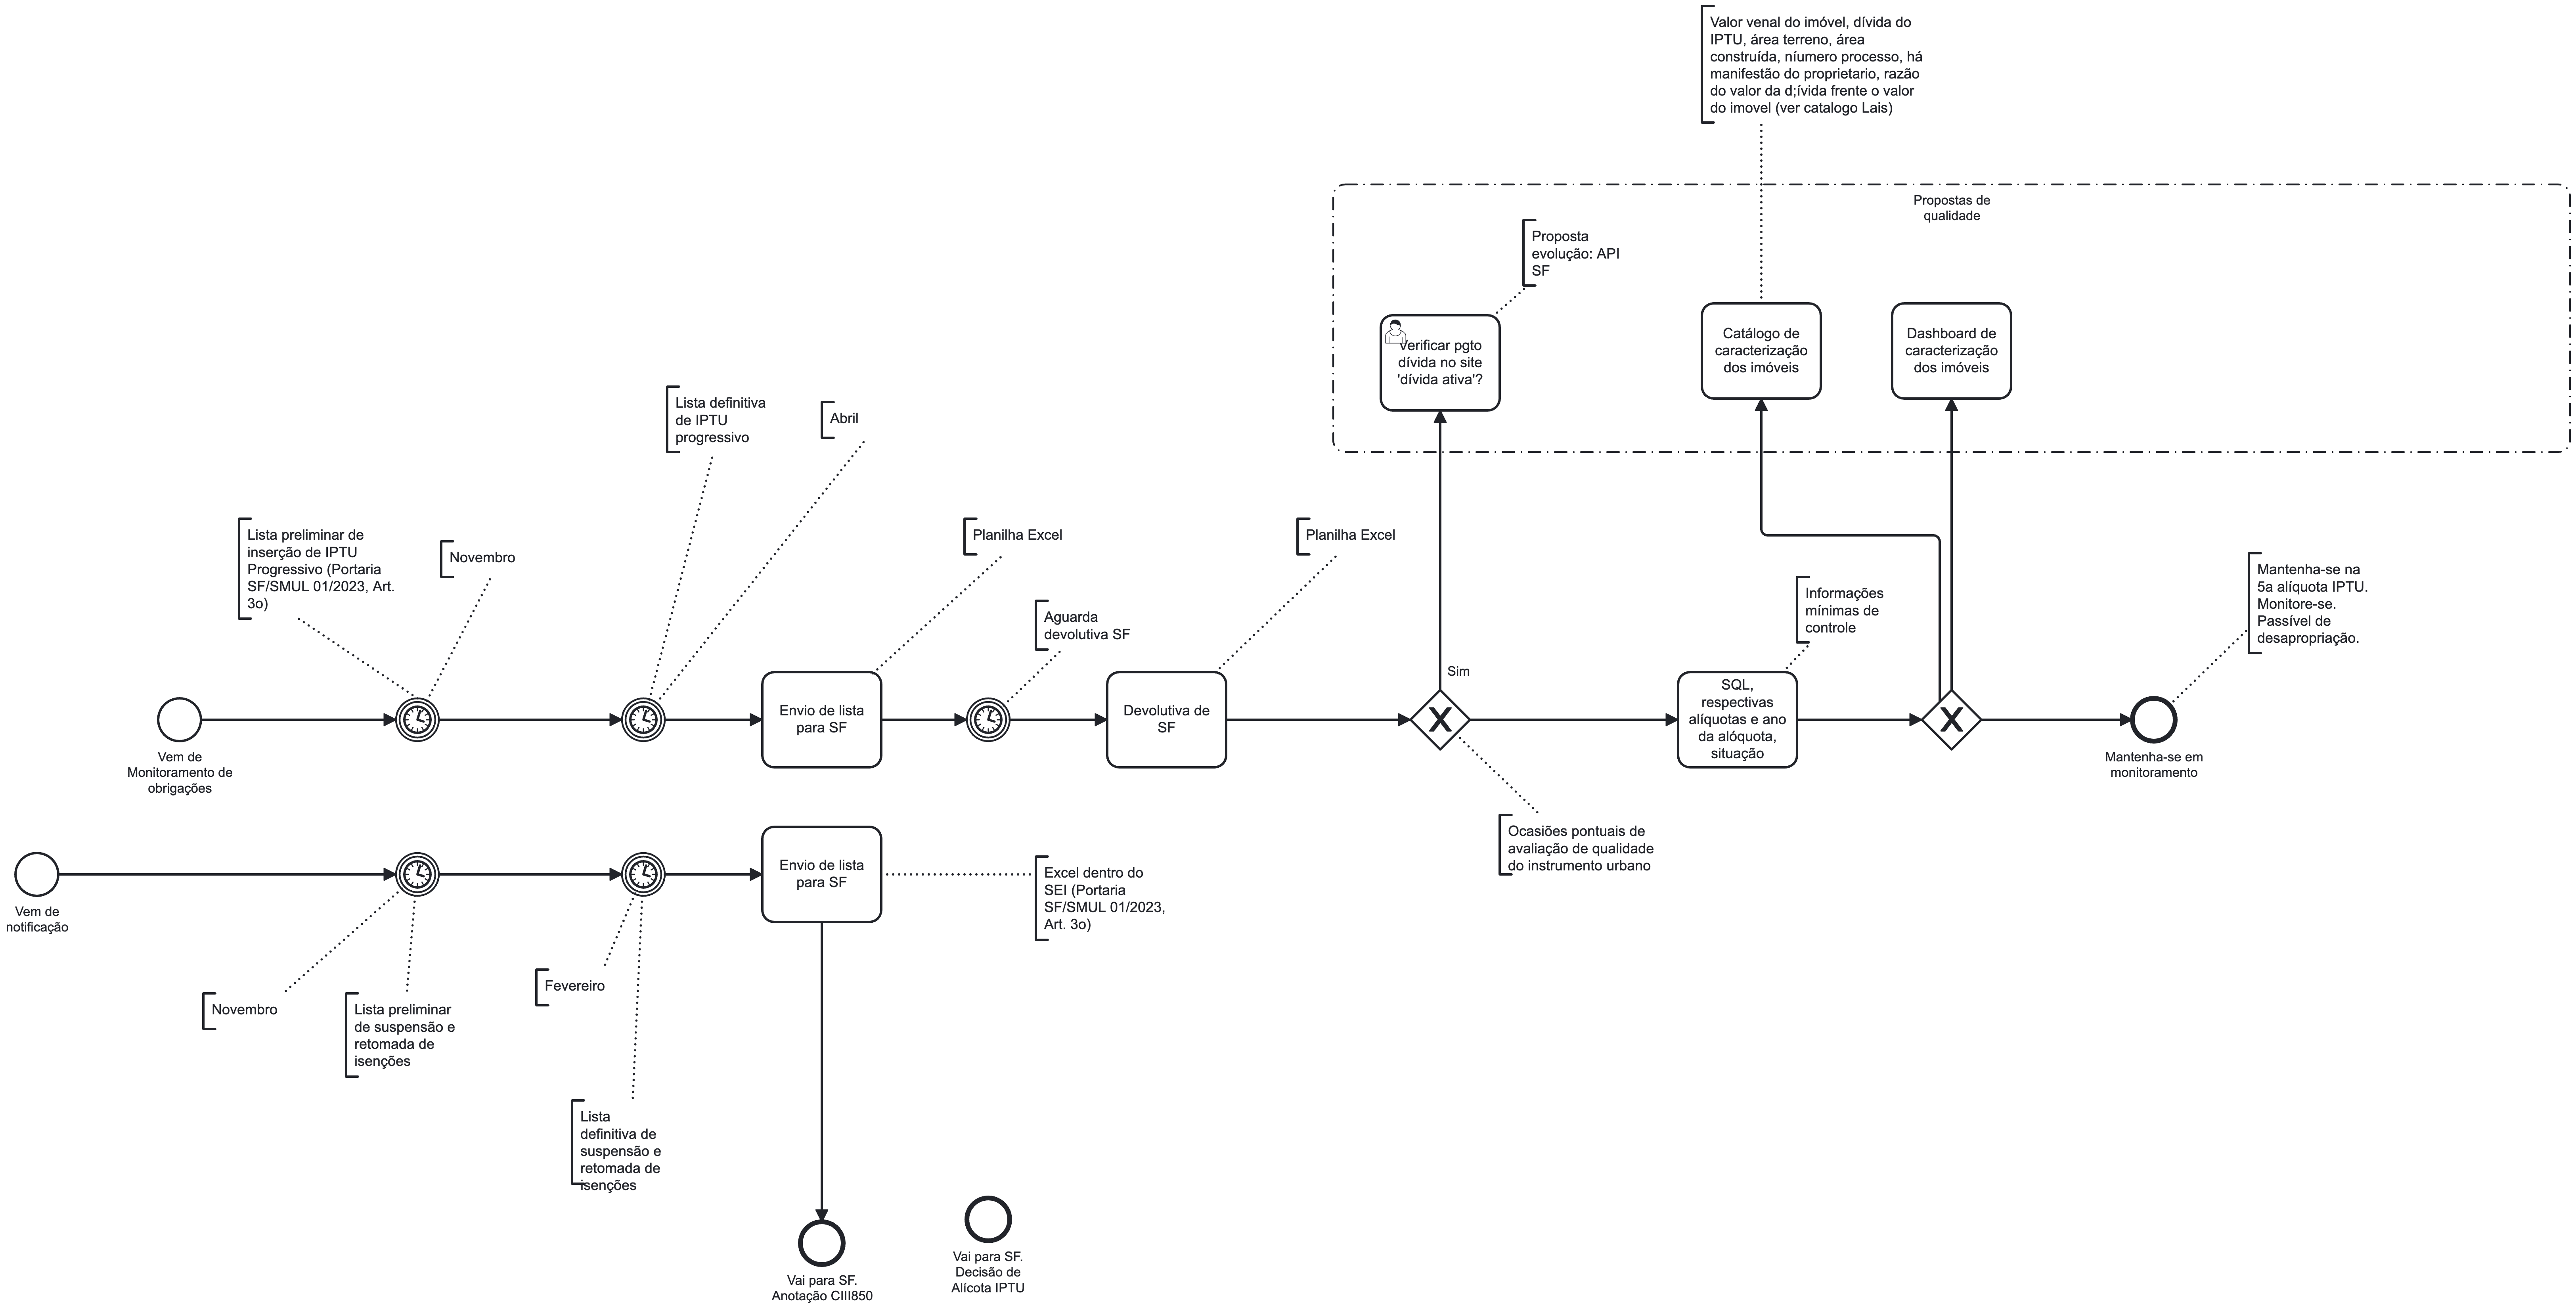 Valor venal do imóvel, dívida do
IPTU, área terreno, área
construída, níumero processo, há
manifestão do proprietario, razão
do valor da d;ívida frente o valor
do imovel (ver catalogo Lais)
Propostas de
qualidade
Proposta
evolução: API
SF
Verificar pgto
dívida no site
'dívida ativa'?
Catálogo de
caracterização
dos imóveis
Dashboard de
caracterização
dos imóveis
Lista definitiva
de IPTU
progressivo
Abril
Lista preliminar de
inserção de IPTU
Progressivo (Portaria
SF/SMUL 01/2023, Art.
3o)
Novembro
Planilha Excel
Planilha Excel
Aguarda
devolutiva SF
Informações
mínimas de
controle
Mantenha-se na
5a alíquota IPTU.
Monitore-se.
Passível de
desapropriação.
Sim
Vem de
Monitoramento de
obrigações
Envio de lista
para SF
Devolutiva de
SF
SQL,
respectivas
alíquotas e ano
da alóquota,
situação
Mantenha-se em
monitoramento
Ocasiões pontuais de
avaliação de qualidade
do instrumento urbano
Vem de
notificação
Envio de lista
para SF
Excel dentro do
SEI (Portaria
SF/SMUL 01/2023,
Art. 3o)
Novembro
Lista preliminar
de suspensão e
retomada de
isenções
Fevereiro
Lista
definitiva de
suspensão e
retomada de
isenções
Vai para SF.
Anotação CIII850
Vai para SF.
Decisão de
Alícota IPTU